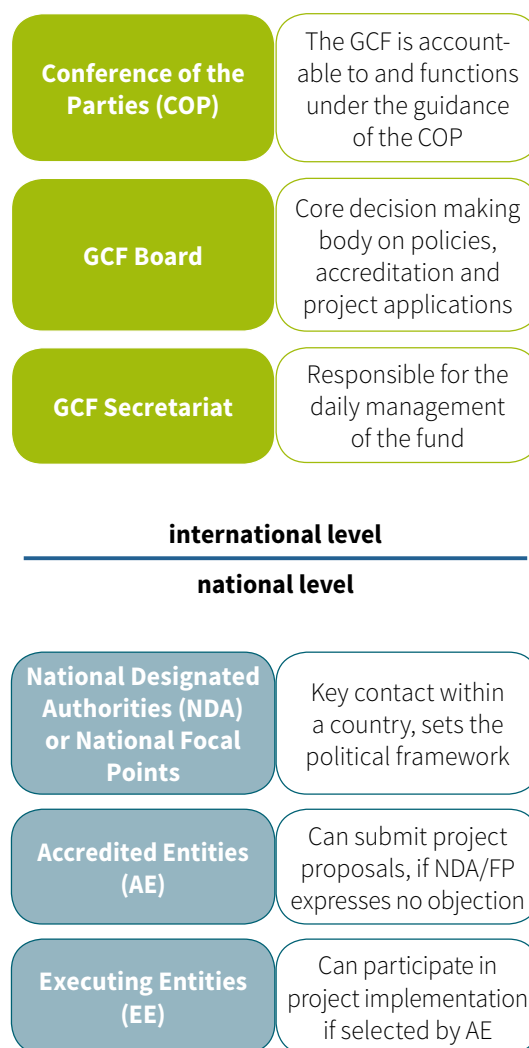 Conference of the
Parties (COP)
The GCF is account-
able to and functions
under the guidance
of the COP
GCF Board
Core decision making
body on policies,
accreditation and
project applications
GCF Secretariat
Responsible for the
daily management
of the fund
international level
national level
National Designated
Authorities (NDA)
or National Focal
Points
Key contact within
a country, sets the
political framework
Accredited Entities
(AE)
Can submit project
proposals, if NDA/FP
expresses no objection
Executing Entities
(EE)
Can participate in
project implementation
if selected by AE